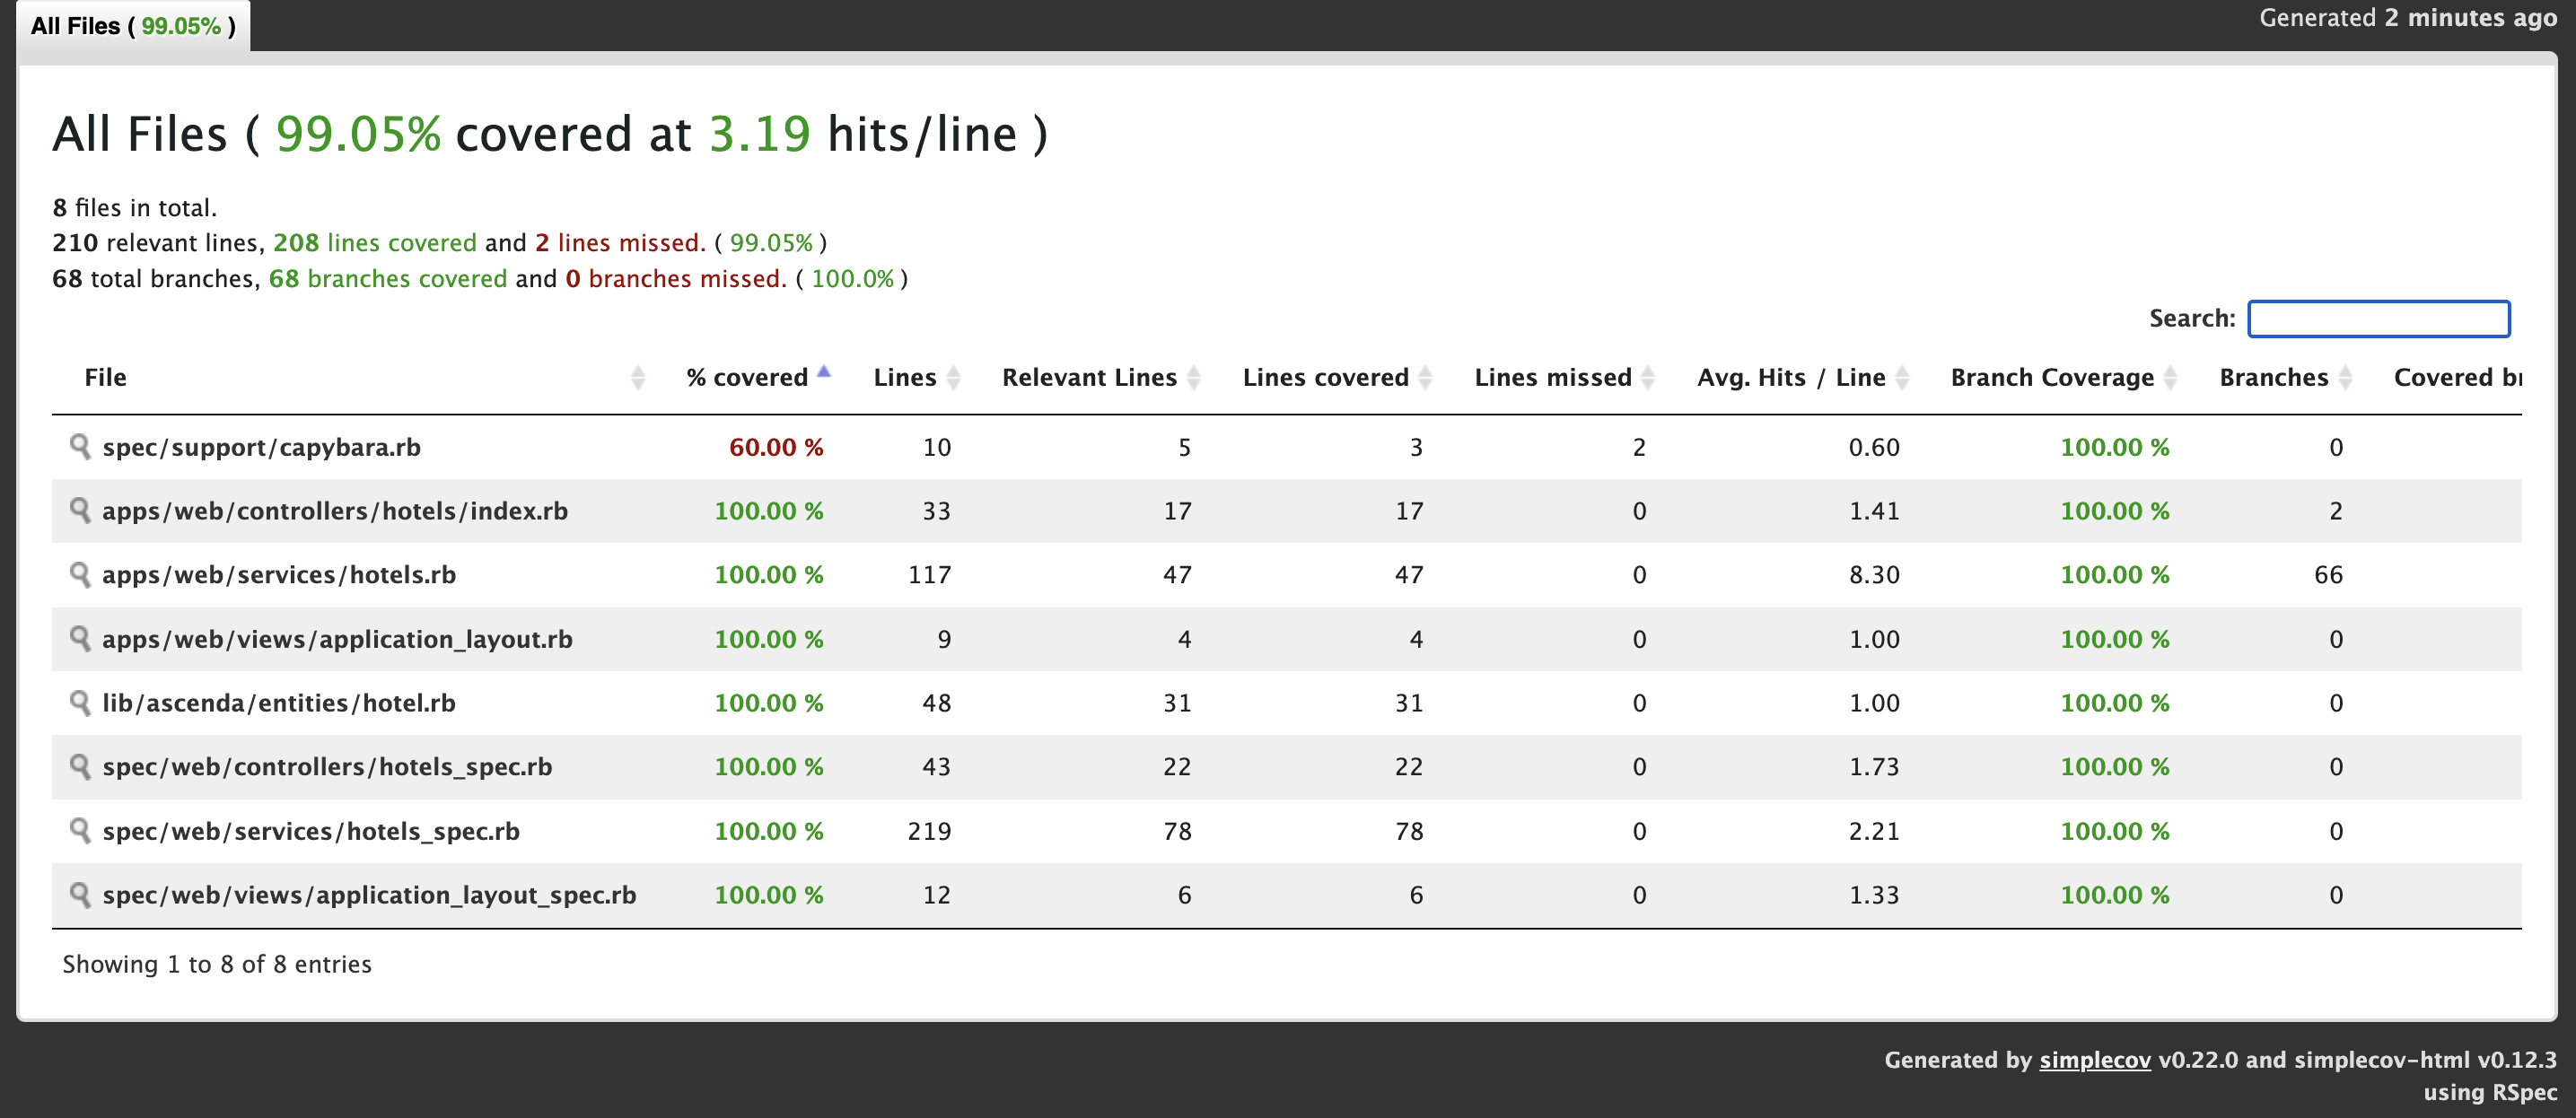 All Files ( 99.05% )
Generated 2 minutes ago
All Files ( 99.05% covered at 3.19 hits/line )
8 files in total.
210 relevant lines, 208 lines covered and 2 lines missed. ( 99.05% )
68 total branches, 68 branches covered and 0 branches missed. ( 100.0% )
Search:
File % covered Lines Relevant Lines Lines covered Lines missed Avg. Hits / Line Branch Coverage Branches Covered
spec/support/capybara.rb 60.00 % 10 5 3 2 0.60 100.00 % 0
apps/web/controllers/hotels/index.rb 100.00 % 33 17 17 0 1.41 100.00 % 2
apps/web/services/hotels.rb 100.00 % 117 47 47 0 8.30 100.00 % 66
apps/web/views/application_layout.rb 100.00 % 9 4 4 0 1.00 100.00 % 0
lib/ascenda/entities/hotel.rb 100.00 % 48 31 31 0 1.00 100.00 % 0
spec/web/controllers/hotels_spec.rb 100.00 % 43 22 22 0 1.73 100.00 % 0
spec/web/services/hotels_spec.rb 100.00 % 219 78 78 0 2.21 100.00 % 0
spec/web/views/application_layout_spec.rb 100.00 % 12 6 6 0 1.33 100.00 % 0
Showing 1 to 8 of 8 entries
Generated by simplecov v0.22.0 and simplecov-html v0.12.3
using RSpec